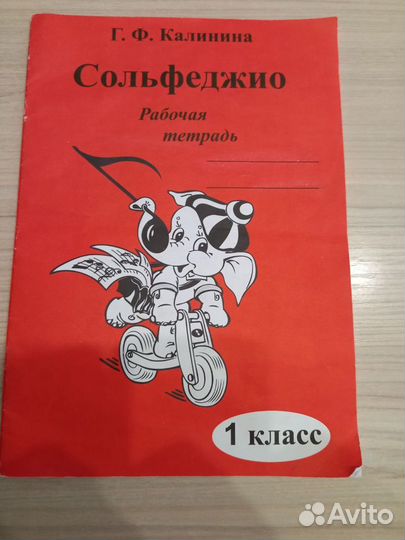 Г. Ф. Калинина
Сольфеджио
Рабочая
тетрадь
1 класс
Avito